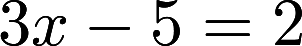 3x − 5 = 2